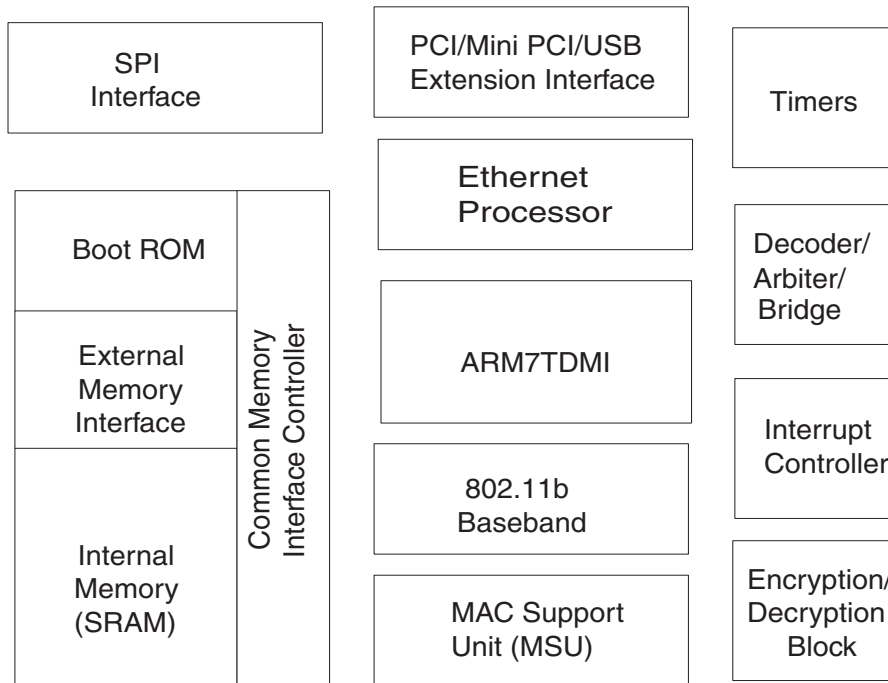 SPI
Interface
PCI/Mini PCI/USB
Extension Interface
Timers
Ethernet
Processor
Boot ROM
External
Memory
Interface
Internal
Memory
(SRAM)
Common Memory
Interface Controller
ARM7TDMI
802.11b
Baseband
MAC Support
Unit (MSU)
Decoder/
Arbiter/
Bridge
Interrupt
Controller
Encryption/
Decryption
Block